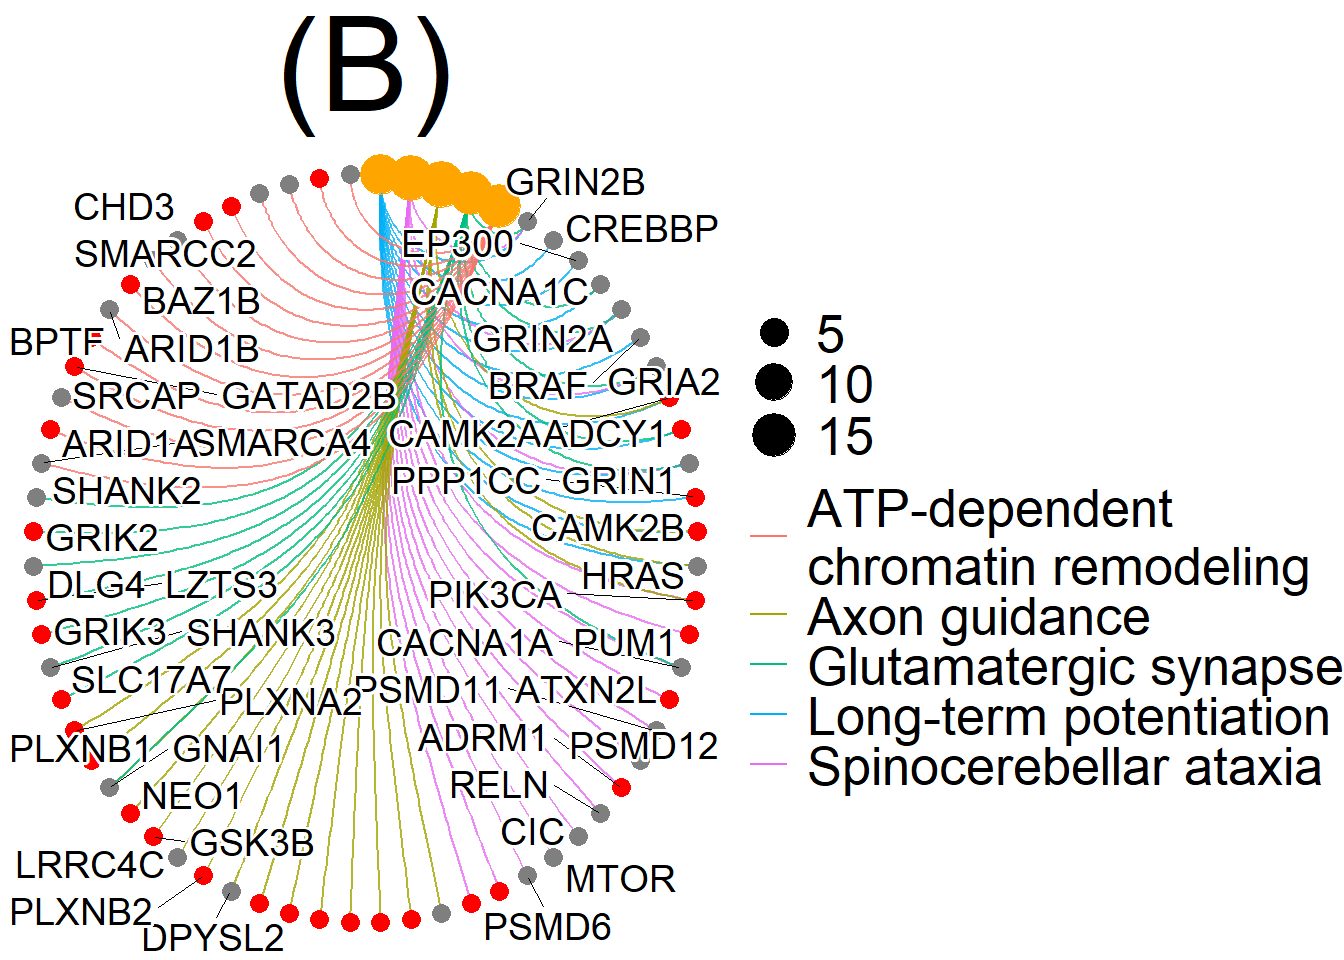 (B)
GRIN2B
CHD3
CREBBP
EP300
SMARCC2
CACNA1C
BAZ1B
GRIN2A
BPTF
ARID1B
BRAF
GRIA2
SRCAP
GATAD2B
ARID1A
SMARCA4
CAMK2A
ADCY1
SHANK2
PPP1CC
GRIN1
GRIK2
CAMK2B
HRAS
DLG4
LZTS3
PIK3CA
GRIK3
SHANK3
CACNA1A
PUM1
SLC17A7
PLXNA2
PSMD11
ATXN2L
PLXNB1
GNAI1
ADRM1
PSMD12
NEO1
RELN
GSK3B
CIC
LRRC4C
MTOR
PLXNB2
DPYSL2
PSMD6
5
10
15
ATP-dependent
chromatin remodeling
Axon guidance
Glutamatergic synapse
Long-term potentiation
Spinocerebellar ataxia